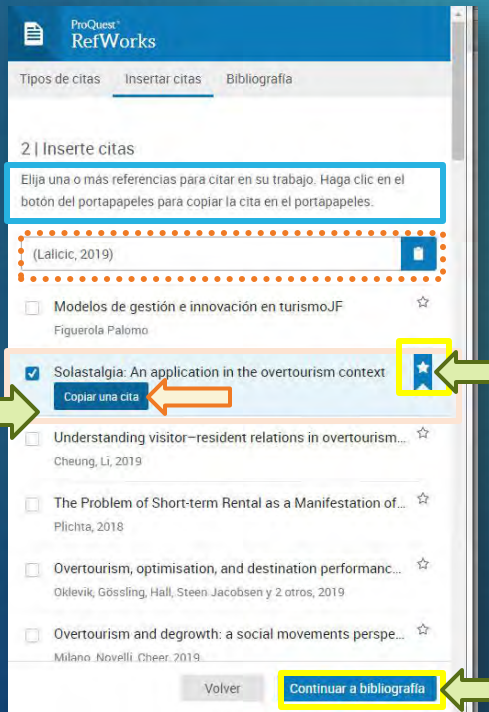 ProQuest®
RefWorks
Tipos de citas Insertar citas Bibliografía
2 | Inserte citas
Elija una o más referencias para citar en su trabajo. Haga clic en el
botón del portapapeles para copiar la cita en el portapapeles.
(Lalicic, 2019)
Modelos de gestión e innovación en turismoJF
Figuerola Palomo
Solastalgia: An application in the overtourism context
Copiar una cita
Understanding visitor–resident relations in overtourism...
Cheung, Li, 2019
The Problem of Short-term Rental as a Manifestation of...
Plichta, 2018
Overtourism, optimisation, and destination performanc...
Oklevik, Gössling, Hall, Steen Jacobsen y 2 otros, 2019
Overtourism and degrowth: a social movements perspe...
Milano, Novelli, Cheer, 2019
Volver Continuar a bibliografía